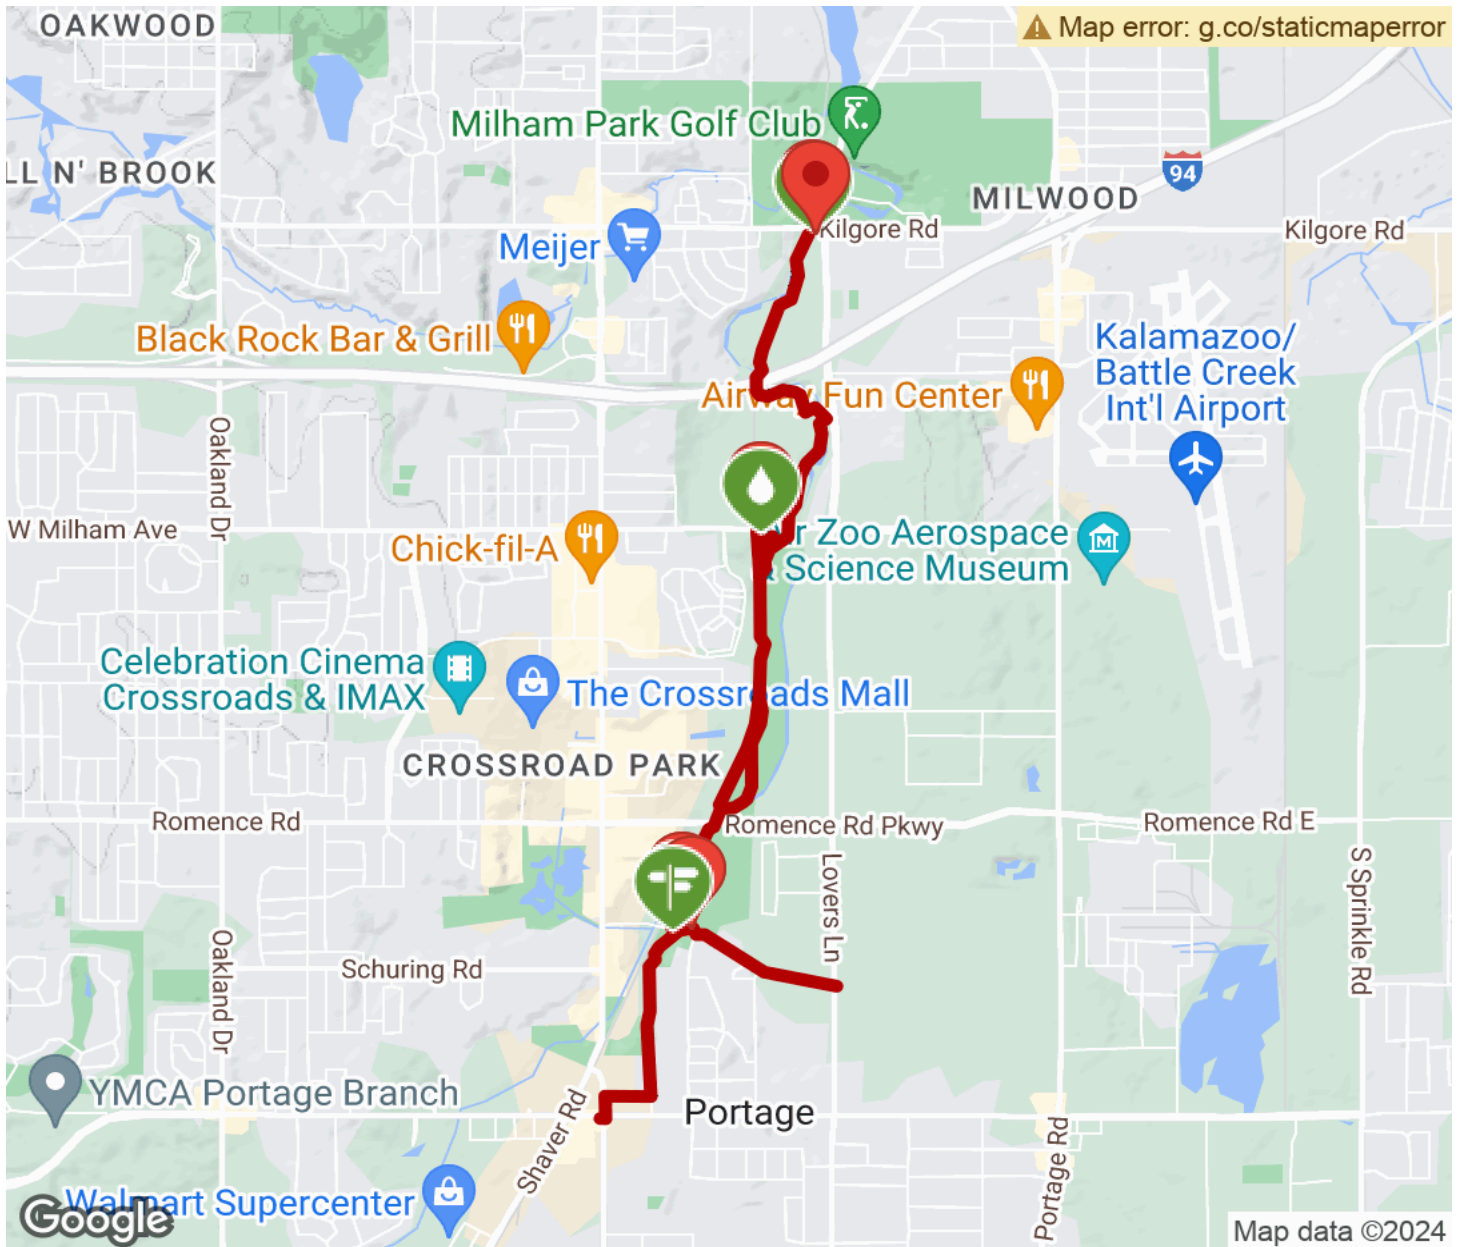 OAKWOOD
Map error: g.co/staticmaperror
Milham Park Golf Club
LL N' BROOK
94
MILWOOD
Kilgore Rd
Kilgore Rd
Meijer
Black Rock Bar & Grill
Kalamazoo/
Battle Creek
Int'l Airport
Airway Fun Center
Oakland Dr
W Milham Ave
Chick-fil-A
Air Zoo Aerospace
& Science Museum
M
Celebration Cinema
Crossroads & IMAX
The Crossroads Mall
CROSSROAD PARK
Romence Rd
Romence Rd Pkwy
Romence Rd E
Lovers Ln
S Sprinkle Rd
Oakland Dr
Schuring Rd
YMCA Portage Branch
Portage
Shaver Rd
Portage Rd
Walmart Supercenter
Google
Map data ©2024